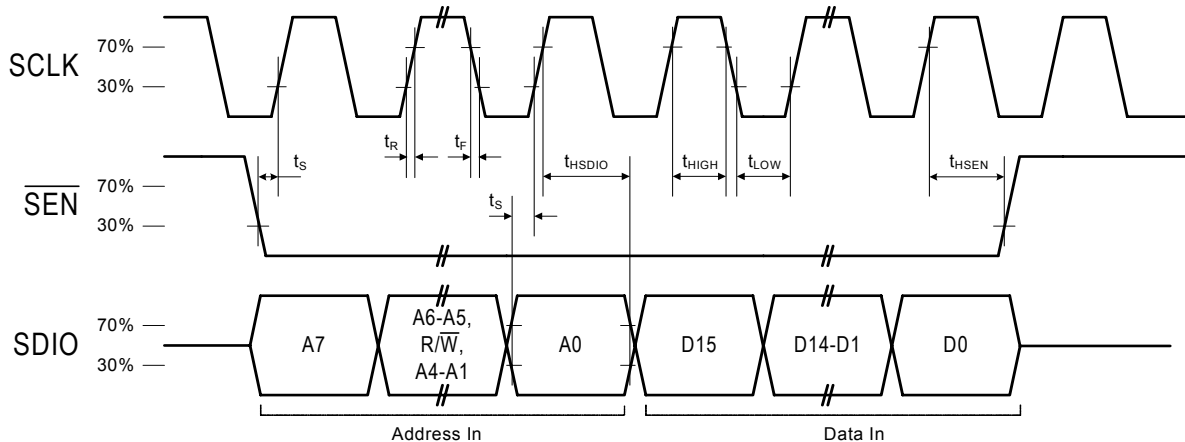 SCLK
70%
30%
tR
tF
tHSDIO
tHIGH
tLOW
tHSEN
tS
SEN
70%
30%
tS
SDIO
70%
30%
A7
A6-A5,
R/W,
A4-A1
A0
D15
D14-D1
D0
Address In
Data In